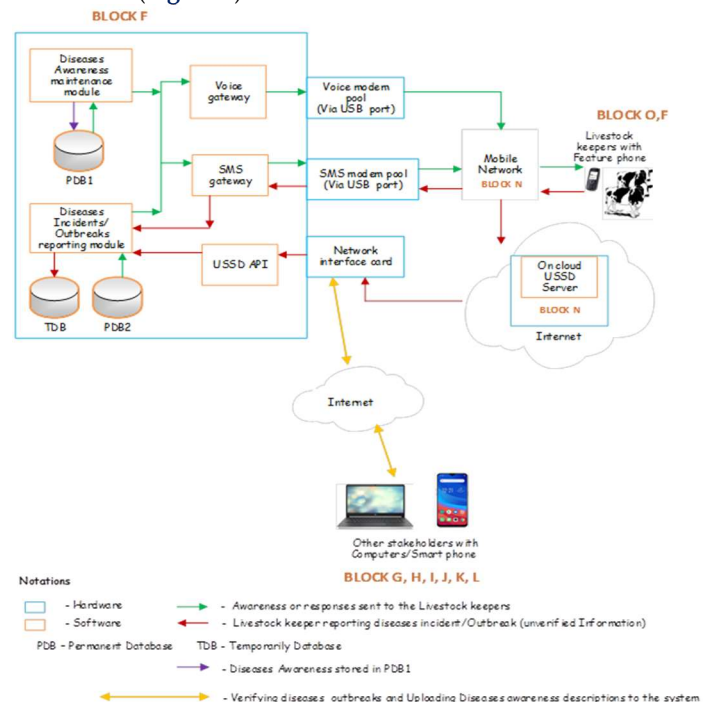 BLOCK F
Diseases
Awareness
maintenance
module
Voice
gateway
Voice modem
pool
(Via USB port)
BLOCK O,F
Livestock
keepers with
Feature phone
Mobile
Network
BLOCK N
PDB1
SMS
gateway
SMS modem pool
(Via USB port)
Diseases
Incidents/
Outbreaks
reporting module
USSD API
Network
interface card
On cloud
USSD
Server
BLOCK N
Internet
TDB
PDB2
Internet
Other stakeholders with
Computers/Smart phone
BLOCK G, H, I, J, K, L
Notations
- Hardware
- Awareness or responses sent to the Livestock keepers
- Software
- Livestock keeper reporting diseases incident/Outbreak (unverified Information)
PDB - Permanent Database
TDB - Temporarily Database
- Diseases Awareness stored in PDB1
- Verifying diseases outbreaks and Uploading Diseases awareness descriptions to the system